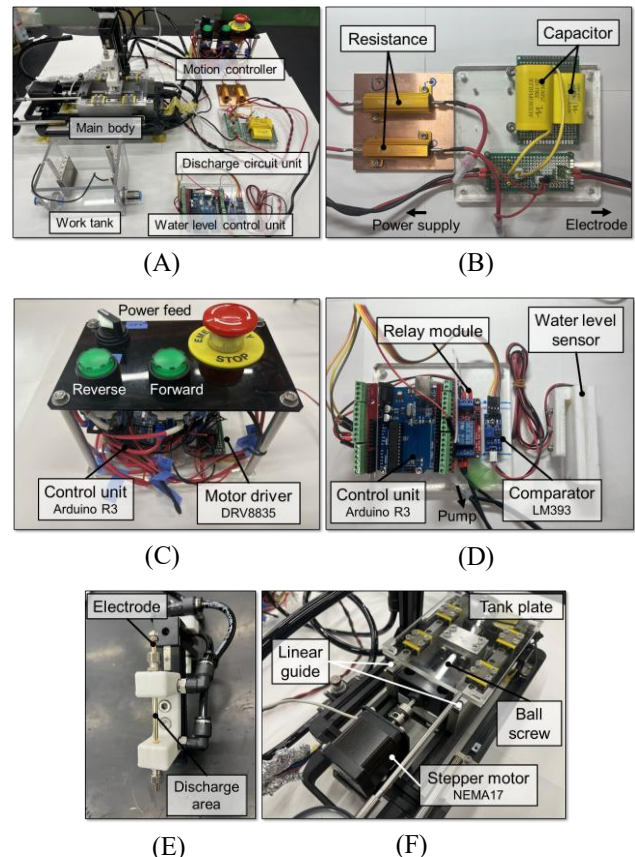 Motion controller
Main body
Discharge circuit unit
Work tank
Water level control unit
(A)
Resistance
Capacitor
Power supply
Electrode
(B)
Power feed
STOP
Reverse
Forward
Control unit
Arduino R3
Motor driver
DRV8835
(C)
Relay module
Water level
sensor
Control unit
Arduino R3
Pump
Comparator
LM393
(D)
Electrode
Discharge
area
(E)
Tank plate
Linear
guide
Ball
screw
Stepper motor
NEMA17
(F)